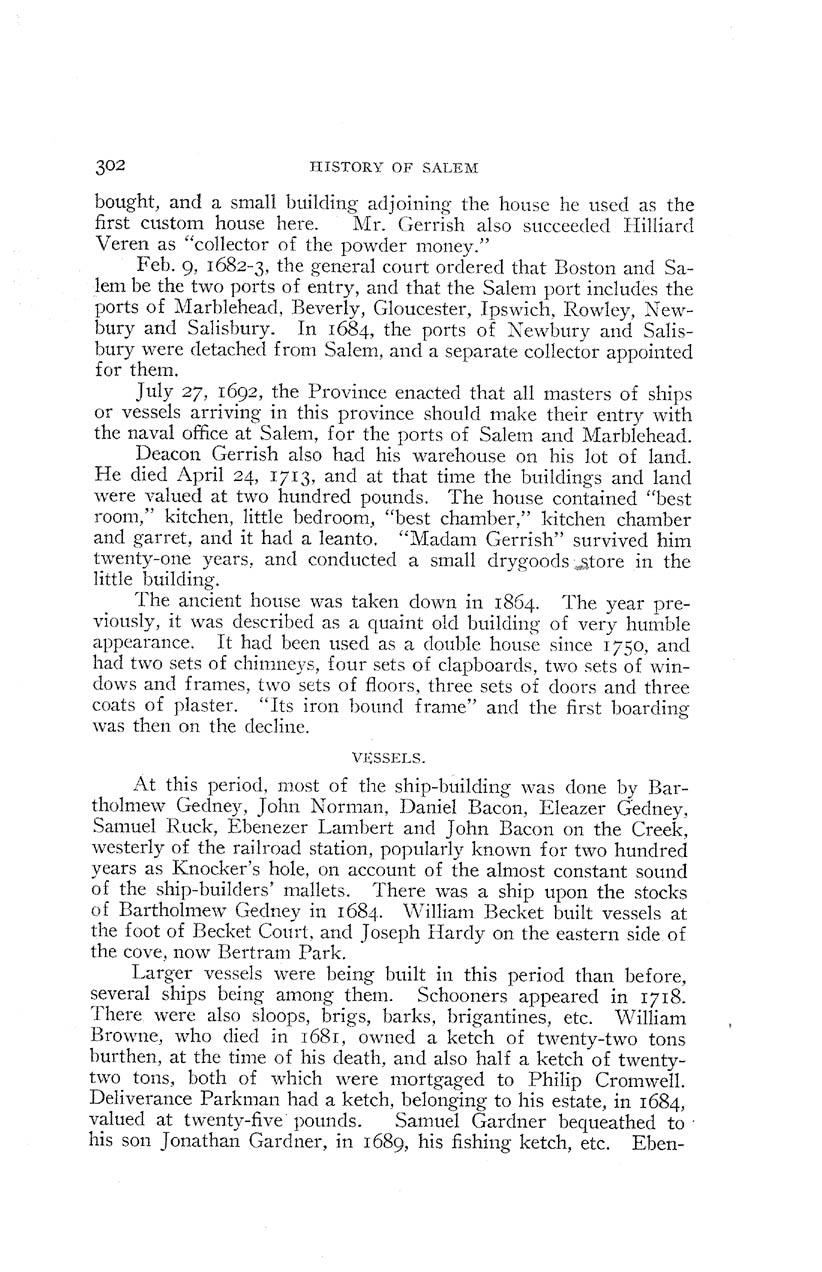 302 HISTORY OF SALEM
bought, and a small building adjoining the house he used as the
first custom house here. Mr. Gerrish also succeeded Hilliard
Veren as “collector of the powder money.”
Feb. 9, 1682-3, the general court ordered that Boston and Sa-
lem be the two ports of entry, and that the Salem port includes the
ports of Marblehead, Beverly, Gloucester, Ipswich, Rowley, New-
bury and Salisbury. In 1684, the ports of Newbury and Salis-
bury were detached from Salem, and a separate collector appointed
for them.
July 27, 1692, the Province enacted that all masters of ships
or vessels arriving in this province should make their entry with
the naval office at Salem, for the ports of Salem and Marblehead.
Deacon Gerrish also had his warehouse on his lot of land.
He died April 24, 1713, and at that time the buildings and land
were valued at two hundred pounds. The house contained “best
room,” kitchen, little bedroom, “best chamber,” kitchen chamber
and garret, and it had a leanto. “Madam Gerrish” survived him
twenty-one years, and conducted a small drygoods store in the
little building.
The ancient house was taken down in 1864. The year pre-
viously, it was described as a quaint old building of very humble
appearance. It had been used as a double house since 1750, and
had two sets of chimneys, four sets of clapboards, two sets of win-
dows and frames, two sets of floors, three sets of doors and three
coats of plaster. “Its iron bound frame” and the first boarding
was then on the decline.
VESSELS.
At this period, most of the ship-building was done by Bar-
tholmew Gedney, John Norman, Daniel Bacon, Eleazer Gedney,
Samuel Ruck, Ebenezer Lambert and John Bacon on the Creek,
westerly of the railroad station, popularly known for two hundred
years as Knocker’s hole, on account of the almost constant sound
of the ship-builders’ mallets. There was a ship upon the stocks
of Bartholmew Gedney in 1684. William Becket built vessels at
the foot of Becket Court, and Joseph Hardy on the eastern side of
the cove, now Bertram Park.
Larger vessels were being built in this period than before,
several ships being among them. Schooners appeared in 1718.
There were also sloops, brigs, barks, brigantines, etc. William
Browne, who died in 1681, owned a ketch of twenty-two tons
burthen, at the time of his death, and also half a ketch of twenty-
two tons, both of which were mortgaged to Philip Cromwell.
Deliverance Parkman had a ketch, belonging to his estate, in 1684,
valued at twenty-five pounds. Samuel Gardner bequeathed to
his son Jonathan Gardner, in 1689, his fishing ketch, etc. Eben-